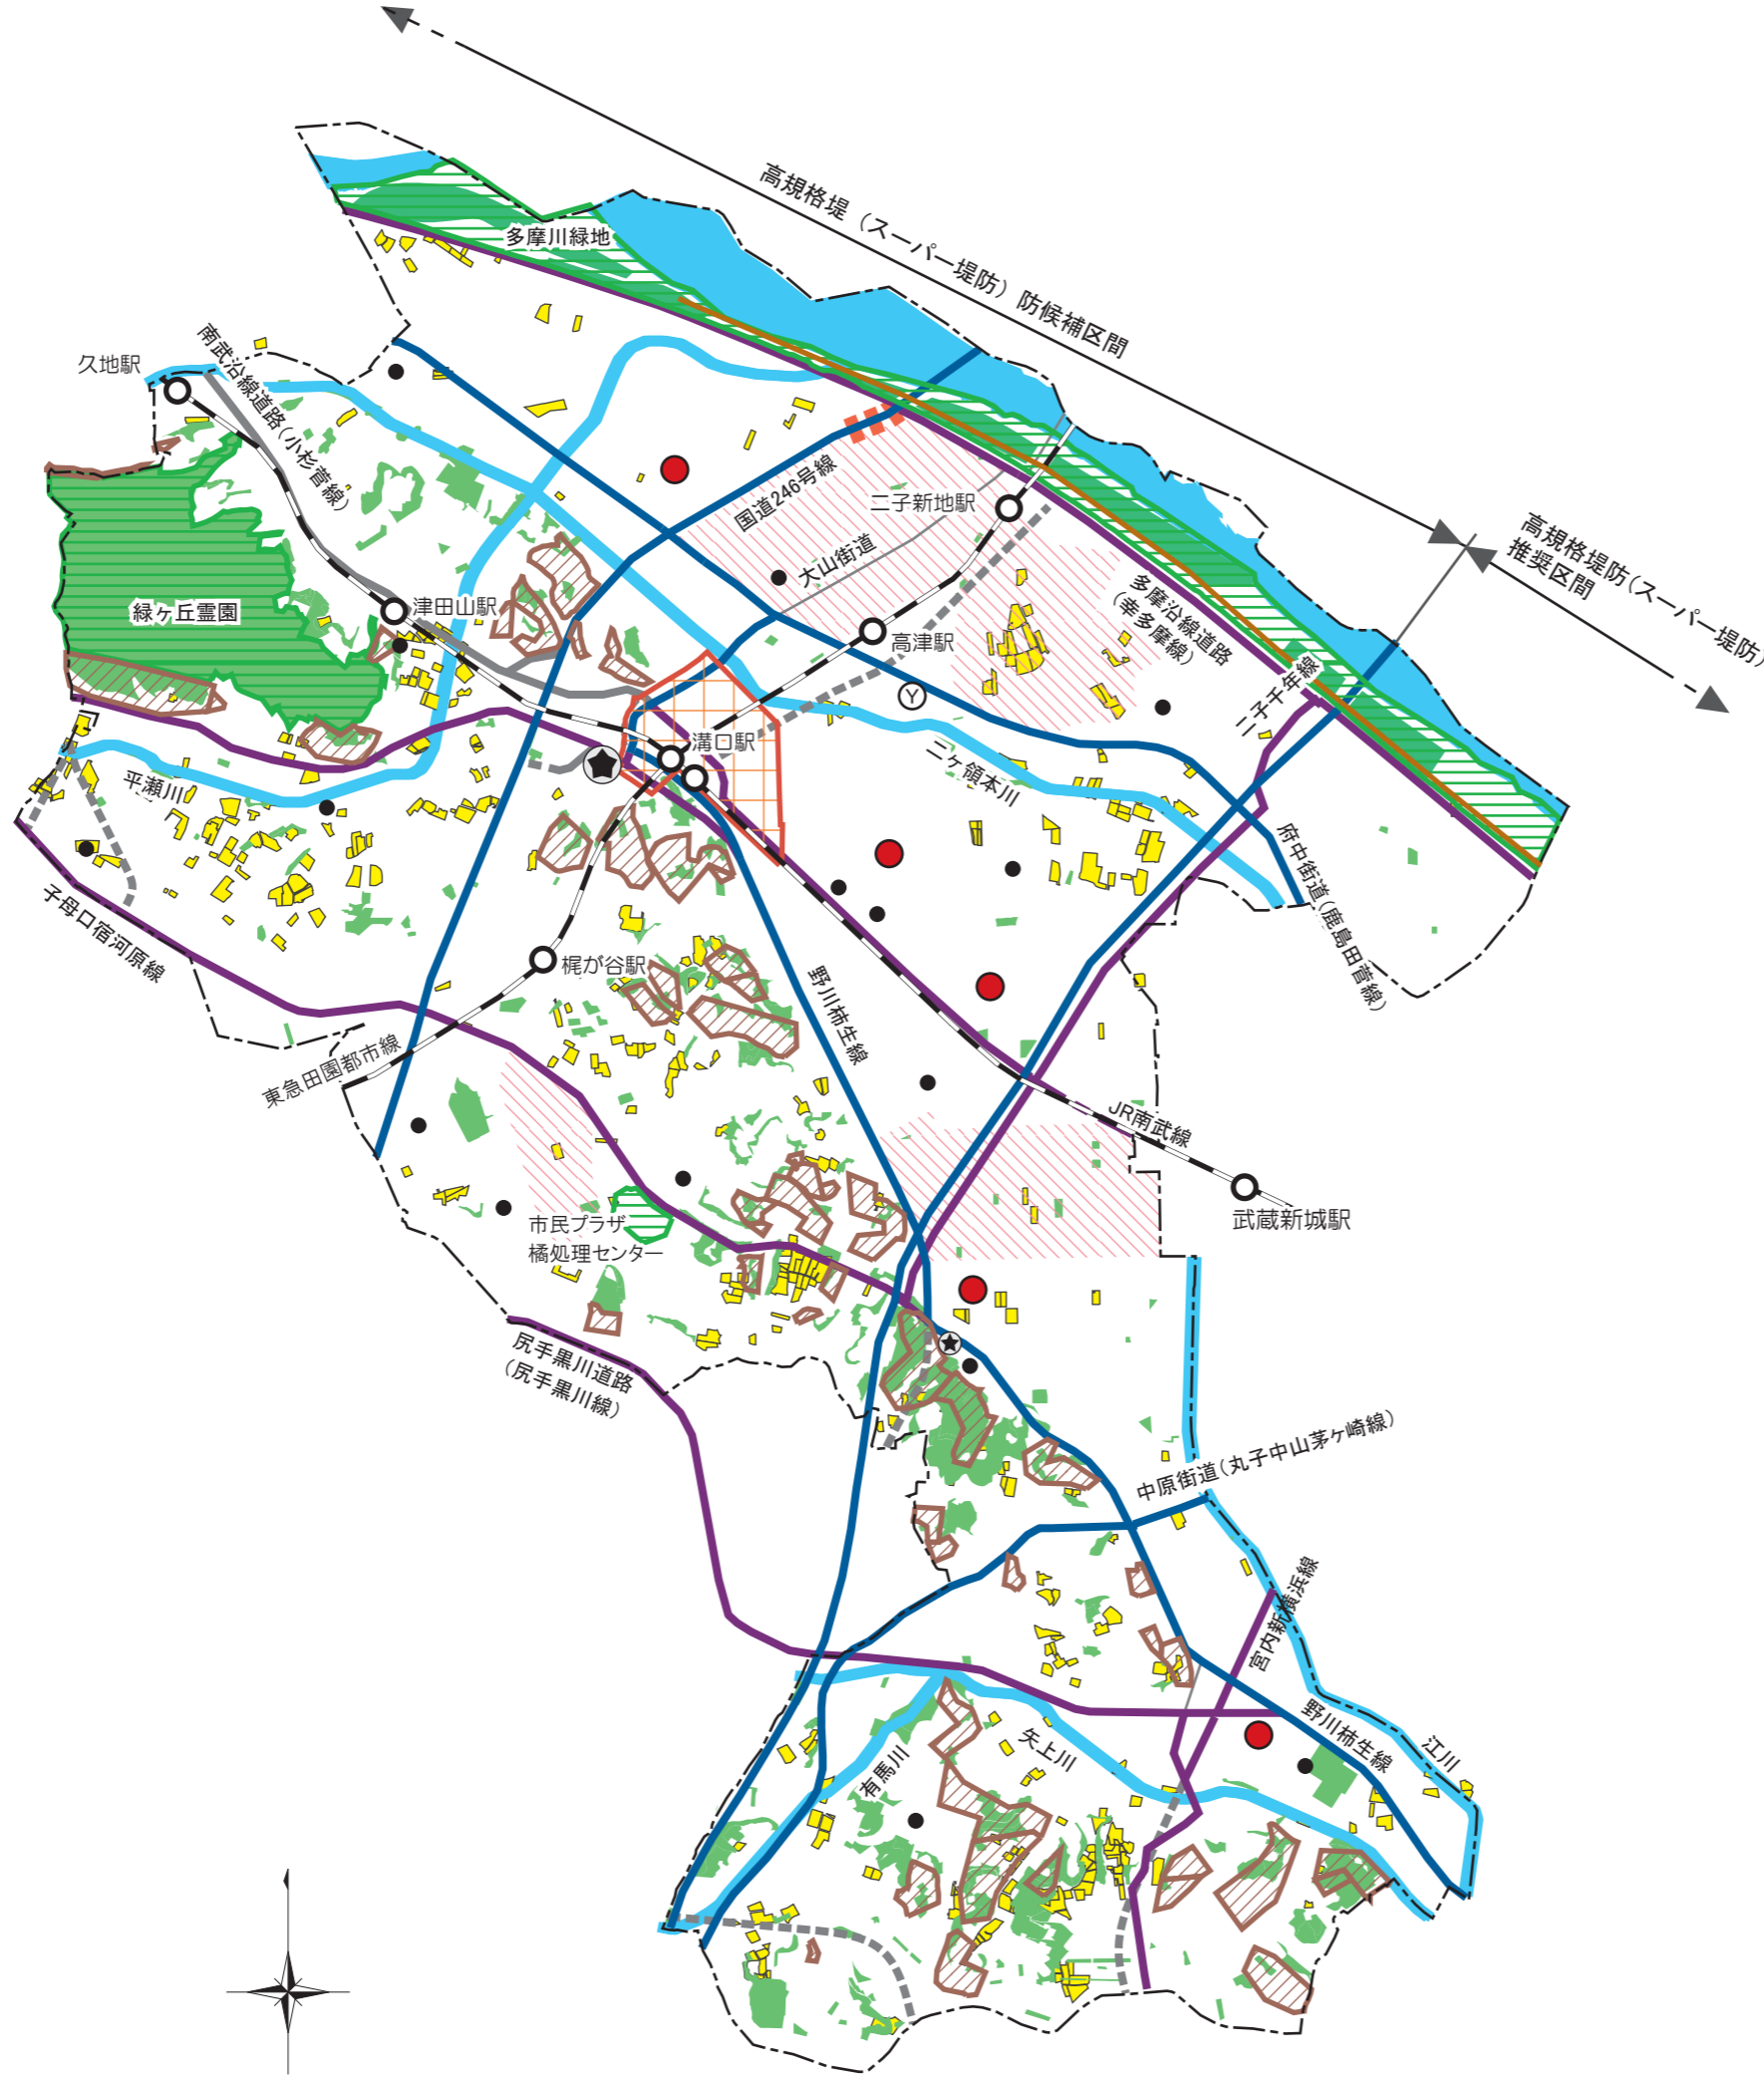 高規格堤（スーパー堤防）防候補区間
高規格堤防（スーパー堤防）
推奨区間
多摩川緑地
久地駅
南武沿線道路（小杉菅線）
国道246号線
二子新地駅
大山街道
多摩沿線道路
（幸多摩線）
緑ヶ丘霊園
津田山駅
高津駅
Y
二子千年線
溝口駅
二ヶ領本川
平瀬川
府中街道（鹿島田菅線）
子母口宿河原線
梶が谷駅
野川柿生線
東急田園都市線
JR南武線
武蔵新城駅
市民プラザ
橘処理センター
尻手黒川道路
（尻手黒川線）
中原街道（丸子中山茅ヶ崎線）
宮内新横浜線
野川柿生線
江川
矢上川
有馬川